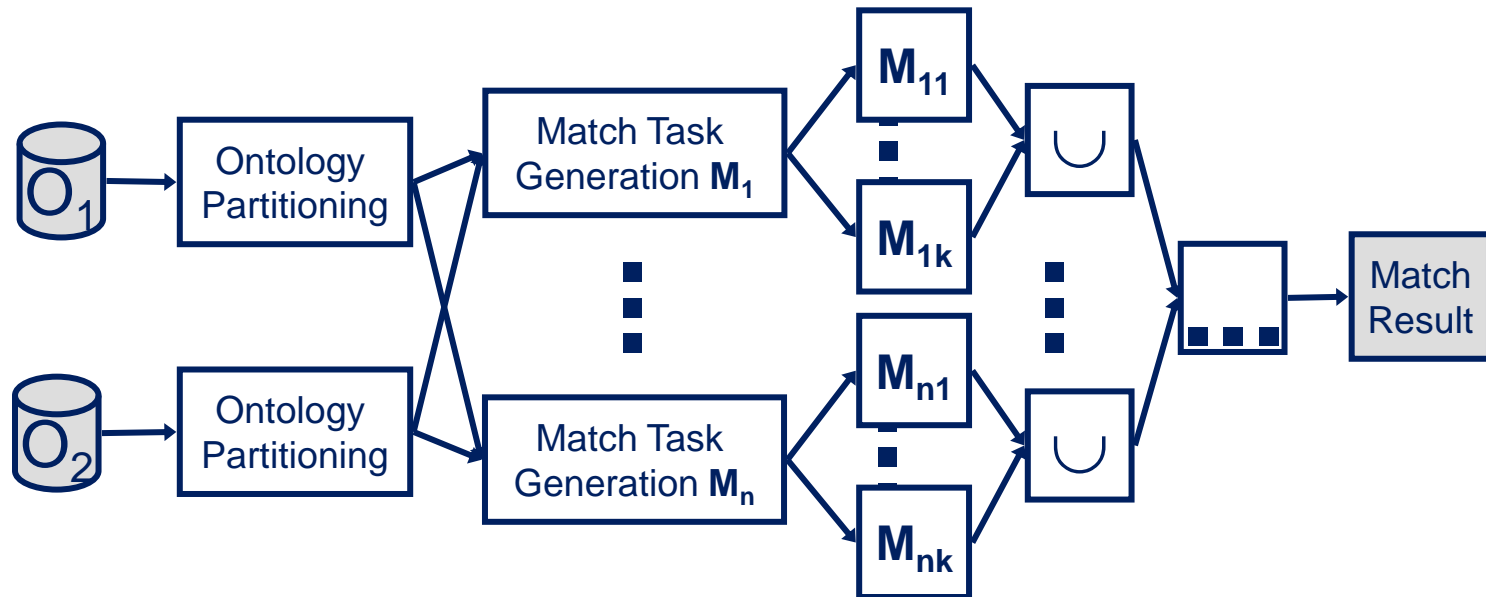 O₁
Ontology
Partitioning
Match Task
Generation M₁
M₁₁
M₁ₖ
∪
O₂
Ontology
Partitioning
Match Task
Generation Mₙ
Mₙ₁
Mₙₖ
∪
Match
Result